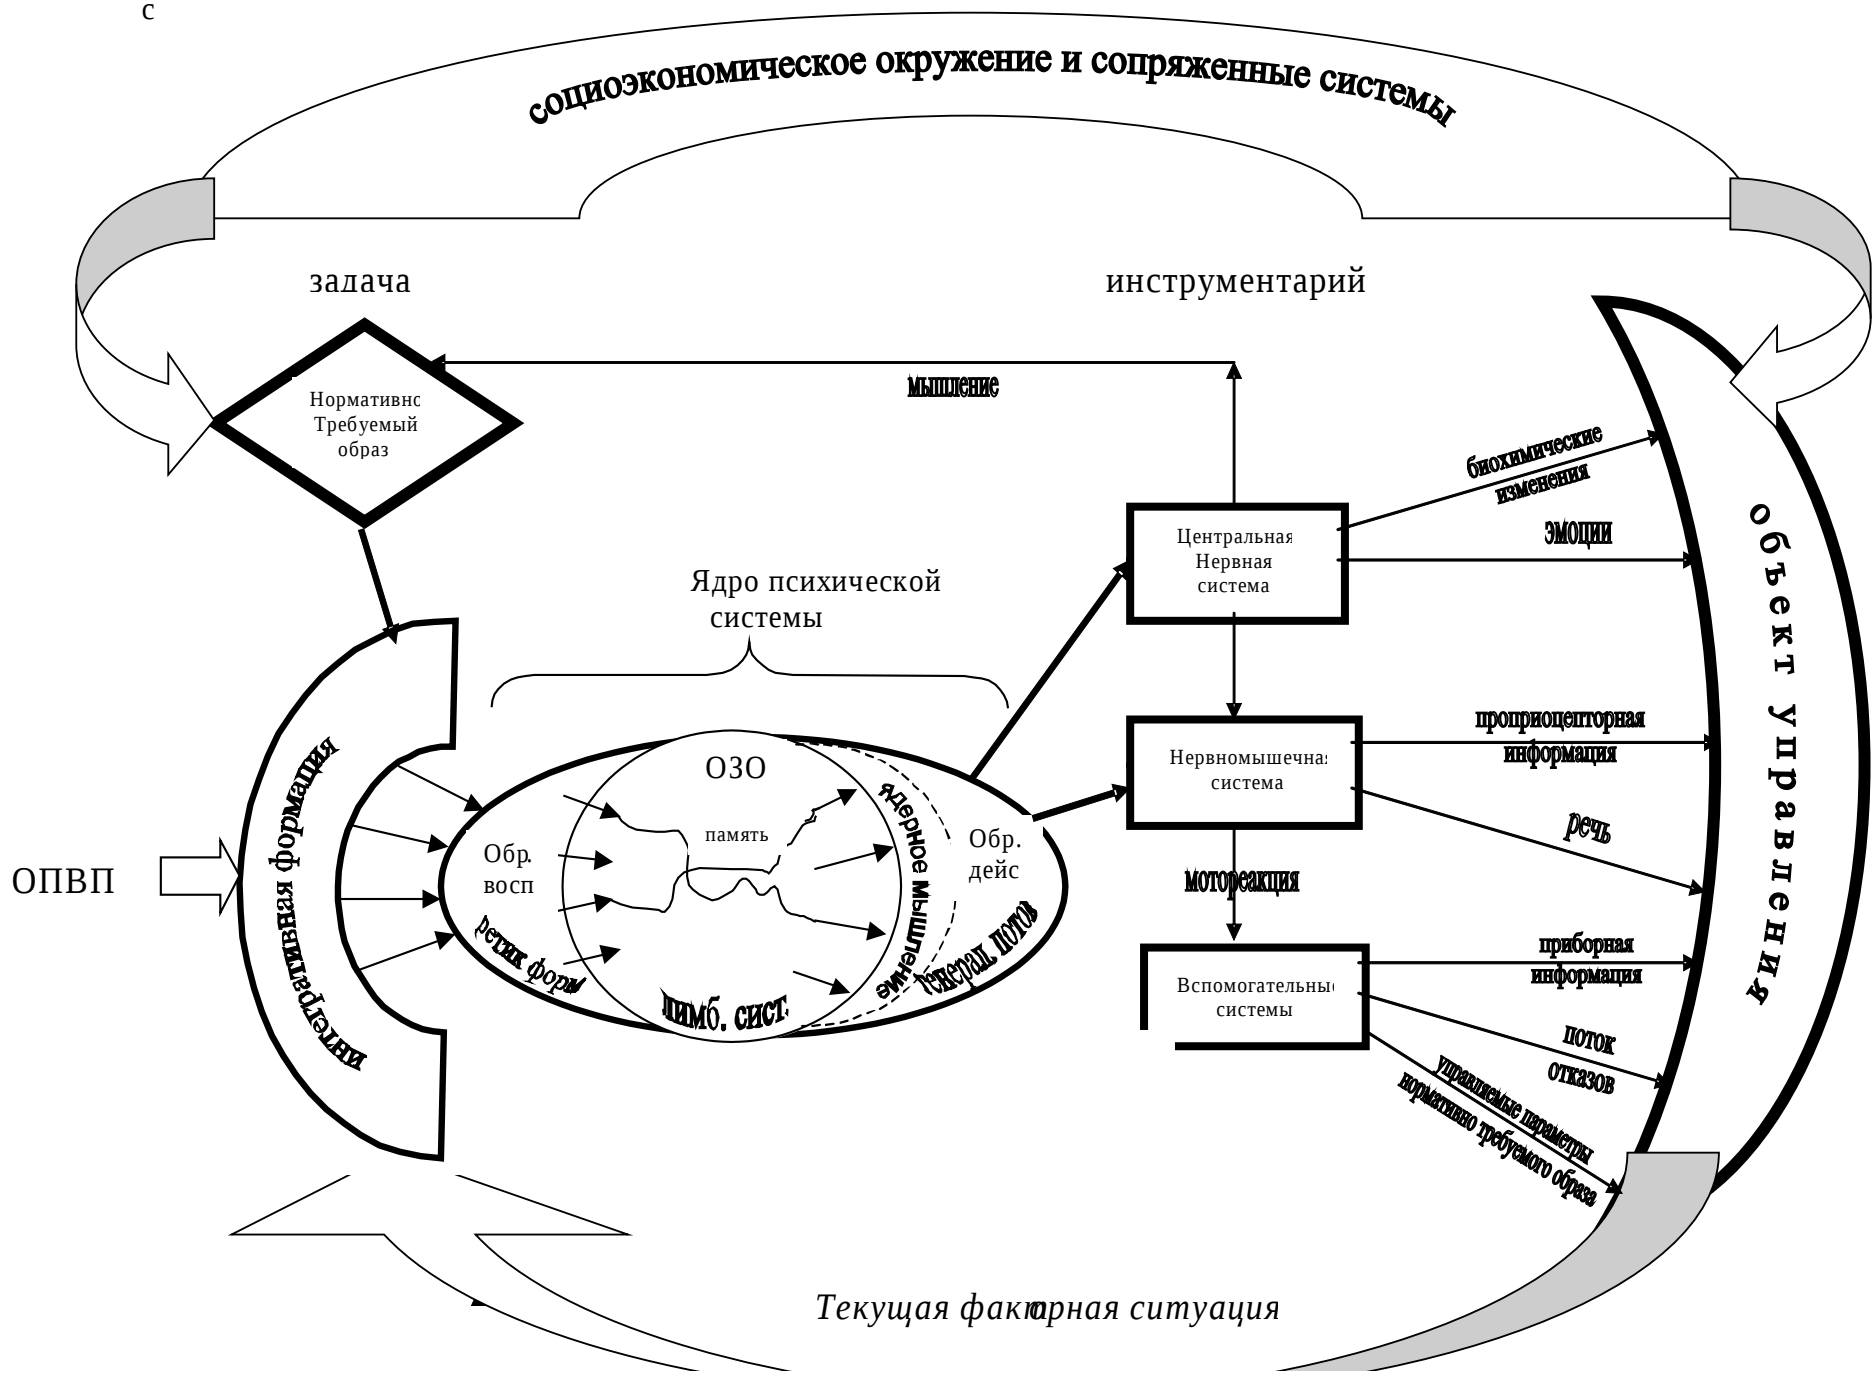 с
социоэкономическое окружение и сопряженные системы
задача
инструментарий
Нормативно
Требуемый
образ
мышление
биохимические
изменения
эмоции
Центральная
Нервная
система
Ядро психической
системы
объект управления
проприоцепторная
информация
Нервномышечная
система
речь
ОЗО
память
ядерное мышление
Обр.
дейс
Обр.
восп
ретик форм
лимб. сист.
генерал. поток
интегративная формация
ОПВП
мотореакция
приборная
информация
Вспомогательные
системы
поток
отказов
управляемые параметры
нормативно требуемого образа
Текущая факторная ситуация